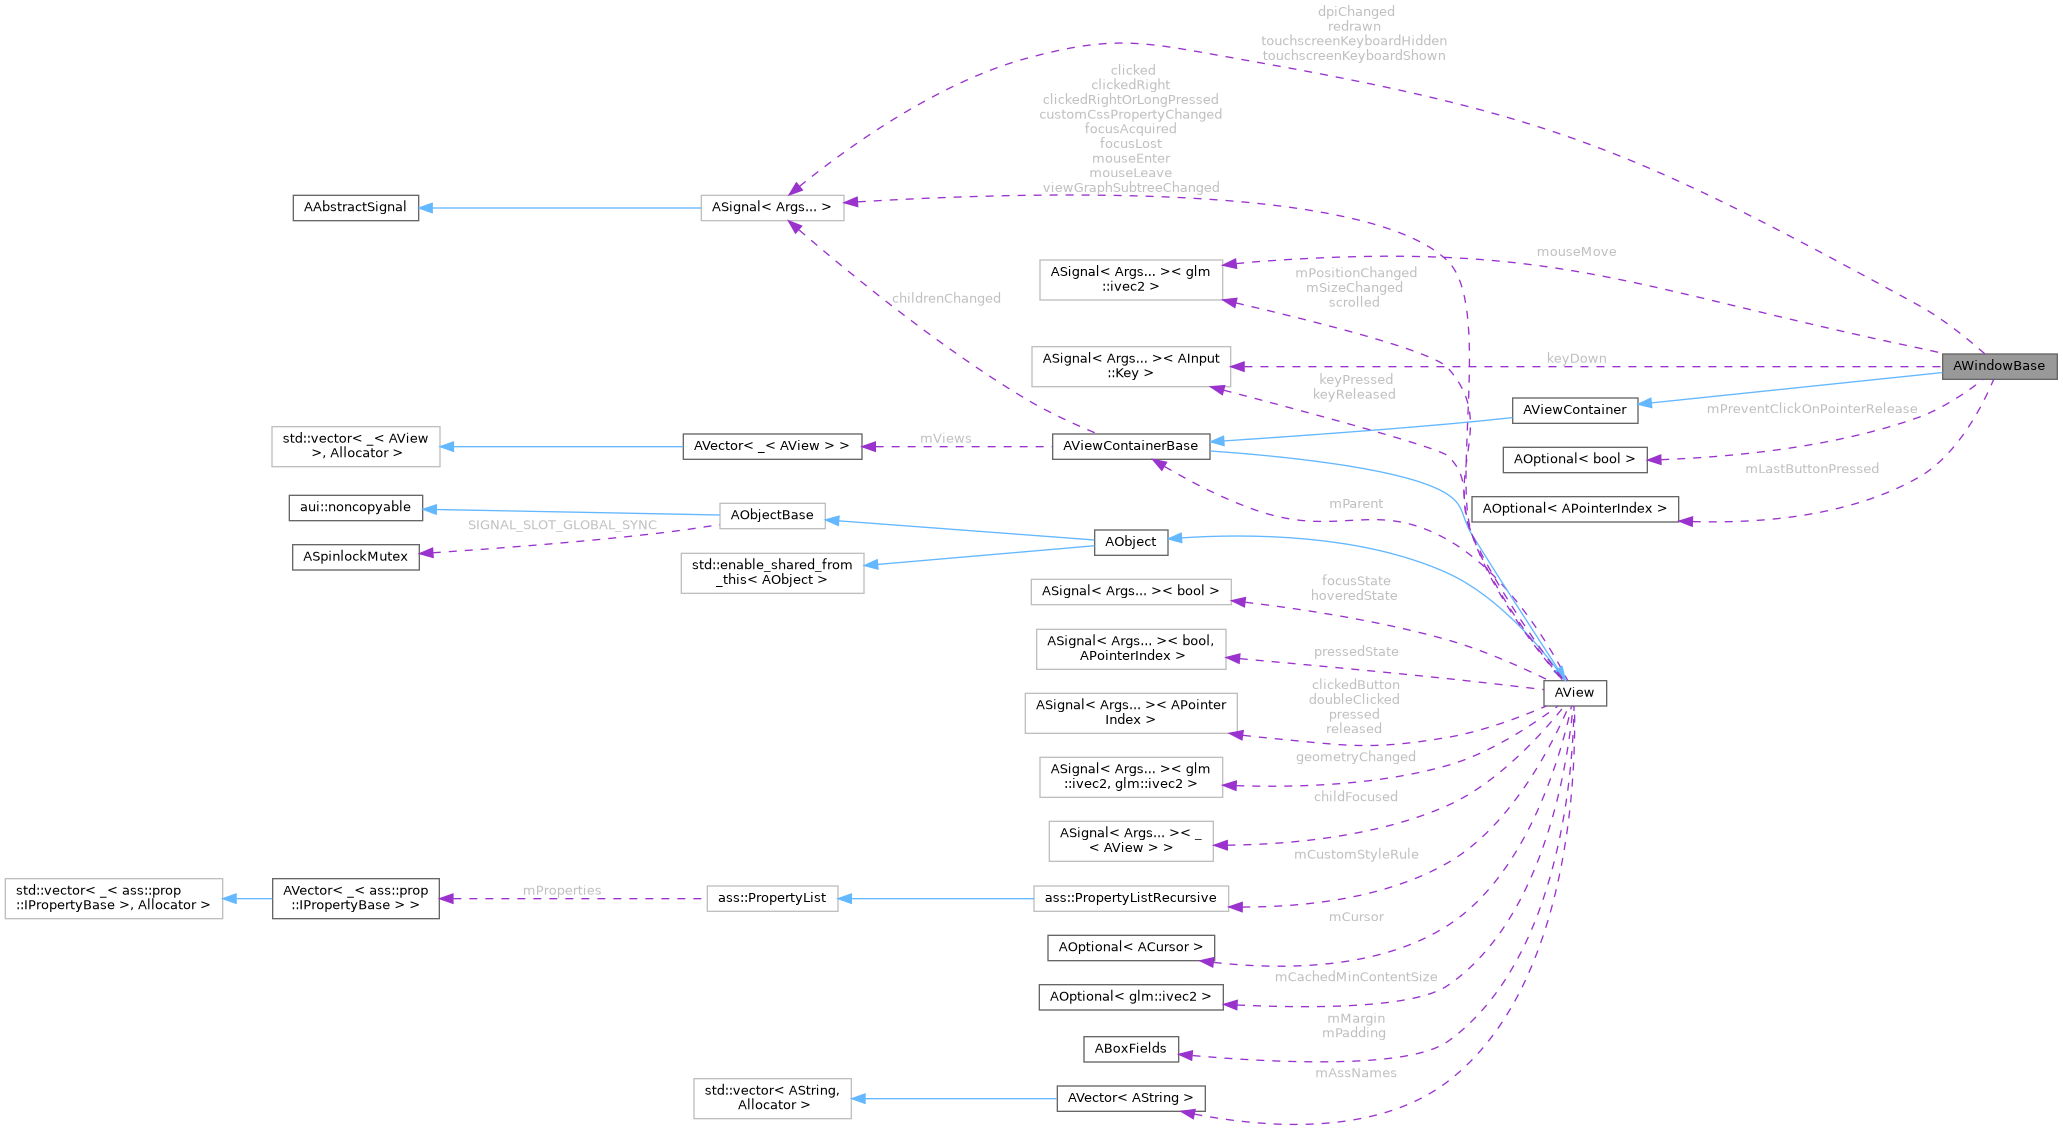 dpiChanged
redrawn
touchscreenKeyboardHidden
touchscreenKeyboardShown
clicked
clickedRight
clickedRightOrLongPressed
customCssPropertyChanged
focusAcquired
focusLost
mouseEnter
mouseLeave
viewGraphSubtreeChanged
AAbstractSignal
ASignal< Args... >
mouseMove
ASignal< Args... >< glm
::ivec2 >
mPositionChanged
mSizeChanged
scrolled
childrenChanged
ASignal< Args... >< AInput
::Key >
keyDown
AWindowBase
keyPressed
keyReleased
AViewContainer
mPreventClickOnPointerRelease
std::vector< _< AView
>, Allocator >
AVector< _< AView > >
mViews
AViewContainerBase
AOptional< bool >
mLastButtonPressed
aui::noncopyable
AObjectBase
mParent
AOptional< APointerIndex >
SIGNAL_SLOT_GLOBAL_SYNC
ASpinlockMutex
AObject
std::enable_shared_from
_this< AObject >
ASignal< Args... >< bool >
focusState
hoveredState
ASignal< Args... >< bool,
APointerIndex >
pressedState
AView
ASignal< Args... >< APointer
Index >
clickedButton
doubleClicked
pressed
released
geometryChanged
ASignal< Args... >< glm
::ivec2, glm::ivec2 >
childFocused
ASignal< Args... >< _
< AView > >
mCustomStyleRule
std::vector< _< ass::prop
::IPropertyBase >, Allocator >
AVector< _< ass::prop
::IPropertyBase > >
mProperties
ass::PropertyList
ass::PropertyListRecursive
mCursor
AOptional< ACursor >
mCachedMinContentSize
AOptional< glm::ivec2 >
mMargin
mPadding
ABoxFields
mAssNames
std::vector< AString,
Allocator >
AVector< AString >